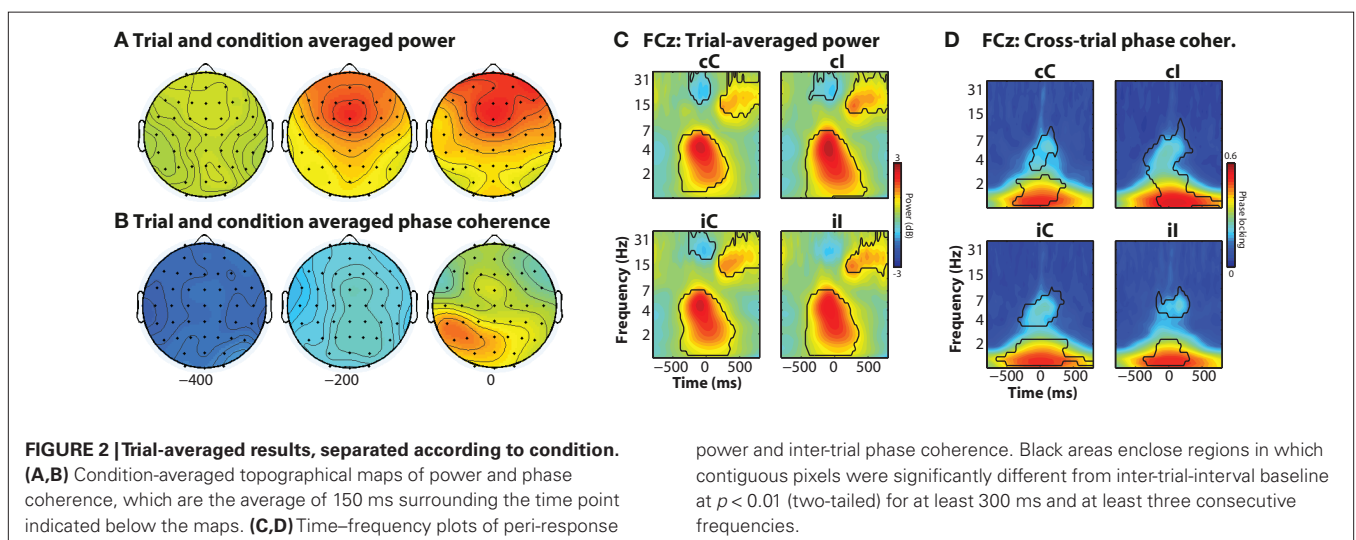 A Trial and condition averaged power
B Trial and condition averaged phase coherence
−400
−200
0
C FCz: Trial-averaged power
cC
cI
31
15
7
4
2
3
Power (dB)
-3
iC
iI
31
15
7
4
2
Frequency (Hz)
−500 0 500
−500 0 500
Time (ms)
D FCz: Cross-trial phase coher.
cC
cI
31
15
7
4
2
0.6
Phase locking
0
iC
iI
31
15
7
4
2
Frequency (Hz)
−500 0 500
−500 0 500
Time (ms)
FIGURE 2 | Trial-averaged results, separated according to condition.
(A,B) Condition-averaged topographical maps of power and phase
coherence, which are the average of 150 ms surrounding the time point
indicated below the maps. (C,D) Time–frequency plots of peri-response
power and inter-trial phase coherence. Black areas enclose regions in which
contiguous pixels were significantly different from inter-trial-interval baseline
at p < 0.01 (two-tailed) for at least 300 ms and at least three consecutive
frequencies.